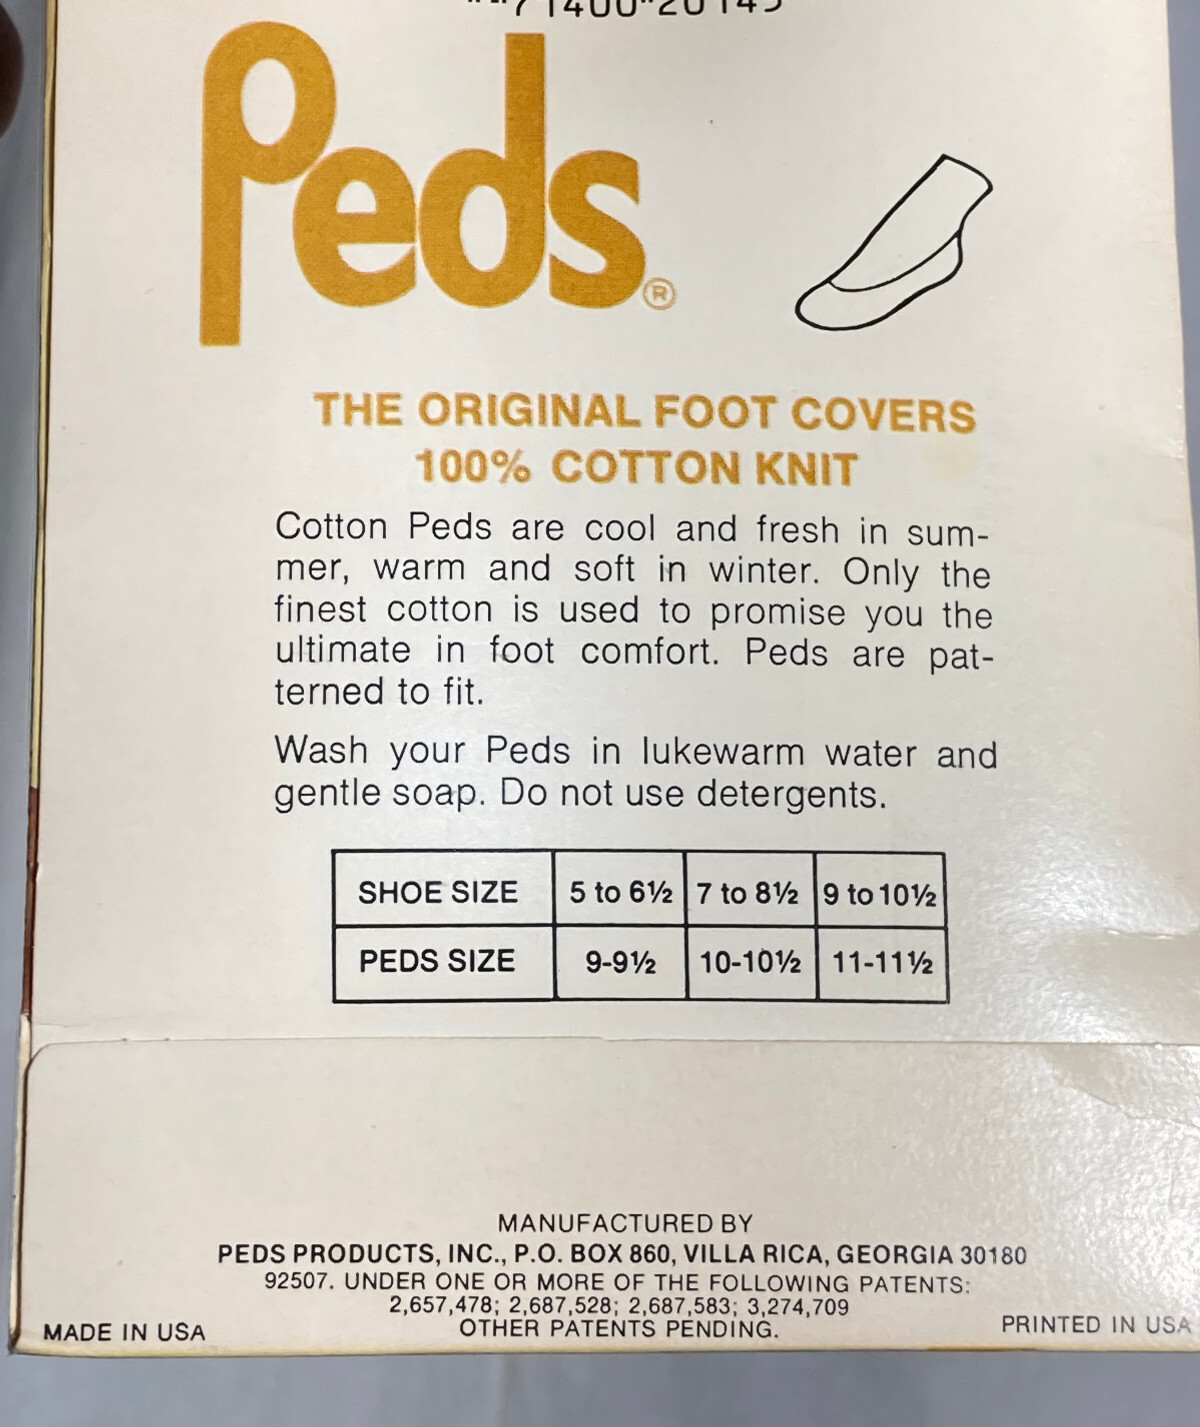 71400 20145
Peds®
THE ORIGINAL FOOT COVERS
100% COTTON KNIT
Cotton Peds are cool and fresh in sum-
mer, warm and soft in winter. Only the
finest cotton is used to promise you the
ultimate in foot comfort. Peds are pat-
terned to fit.
Wash your Peds in lukewarm water and
gentle soap. Do not use detergents.
SHOE SIZE 5 to 6½ 7 to 8½ 9 to 10½
PEDS SIZE 9-9½ 10-10½ 11-11½
MANUFACTURED BY
PEDS PRODUCTS, INC., P.O. BOX 860, VILLA RICA, GEORGIA 30180
92507. UNDER ONE OR MORE OF THE FOLLOWING PATENTS:
2,657,478; 2,687,528; 2,687,583; 3,274,709
OTHER PATENTS PENDING.
MADE IN USA
PRINTED IN USA